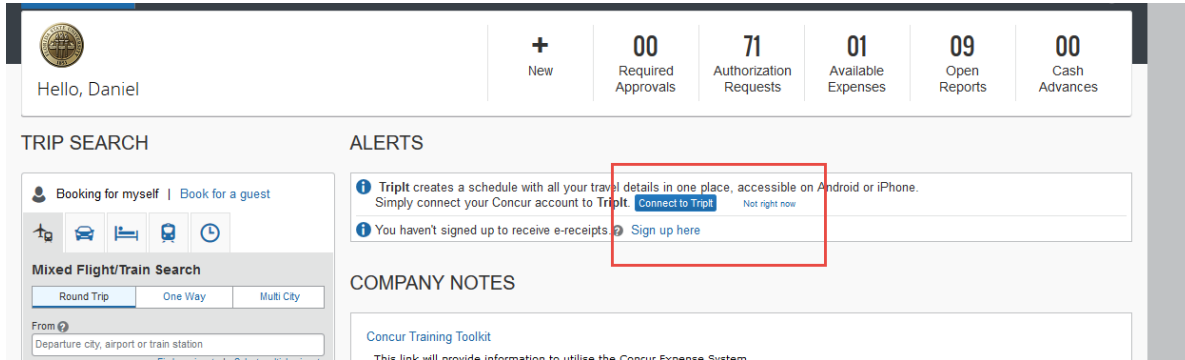 Hello, Daniel
+
New
00
Required
Approvals
71
Authorization
Requests
01
Available
Expenses
09
Open
Reports
00
Cash
Advances
TRIP SEARCH
Booking for myself | Book for a guest
Mixed Flight/Train Search
Round Trip One Way Multi City
From ?
Departure city, airport or train station
ALERTS
TripIt creates a schedule with all your travel details in one place, accessible on Android or iPhone.
Simply connect your Concur account to TripIt. Connect to TripIt Not right now
You haven't signed up to receive e-receipts. ? Sign up here
COMPANY NOTES
Concur Training Toolkit
This link will provide information to utilise the Concur Expense System